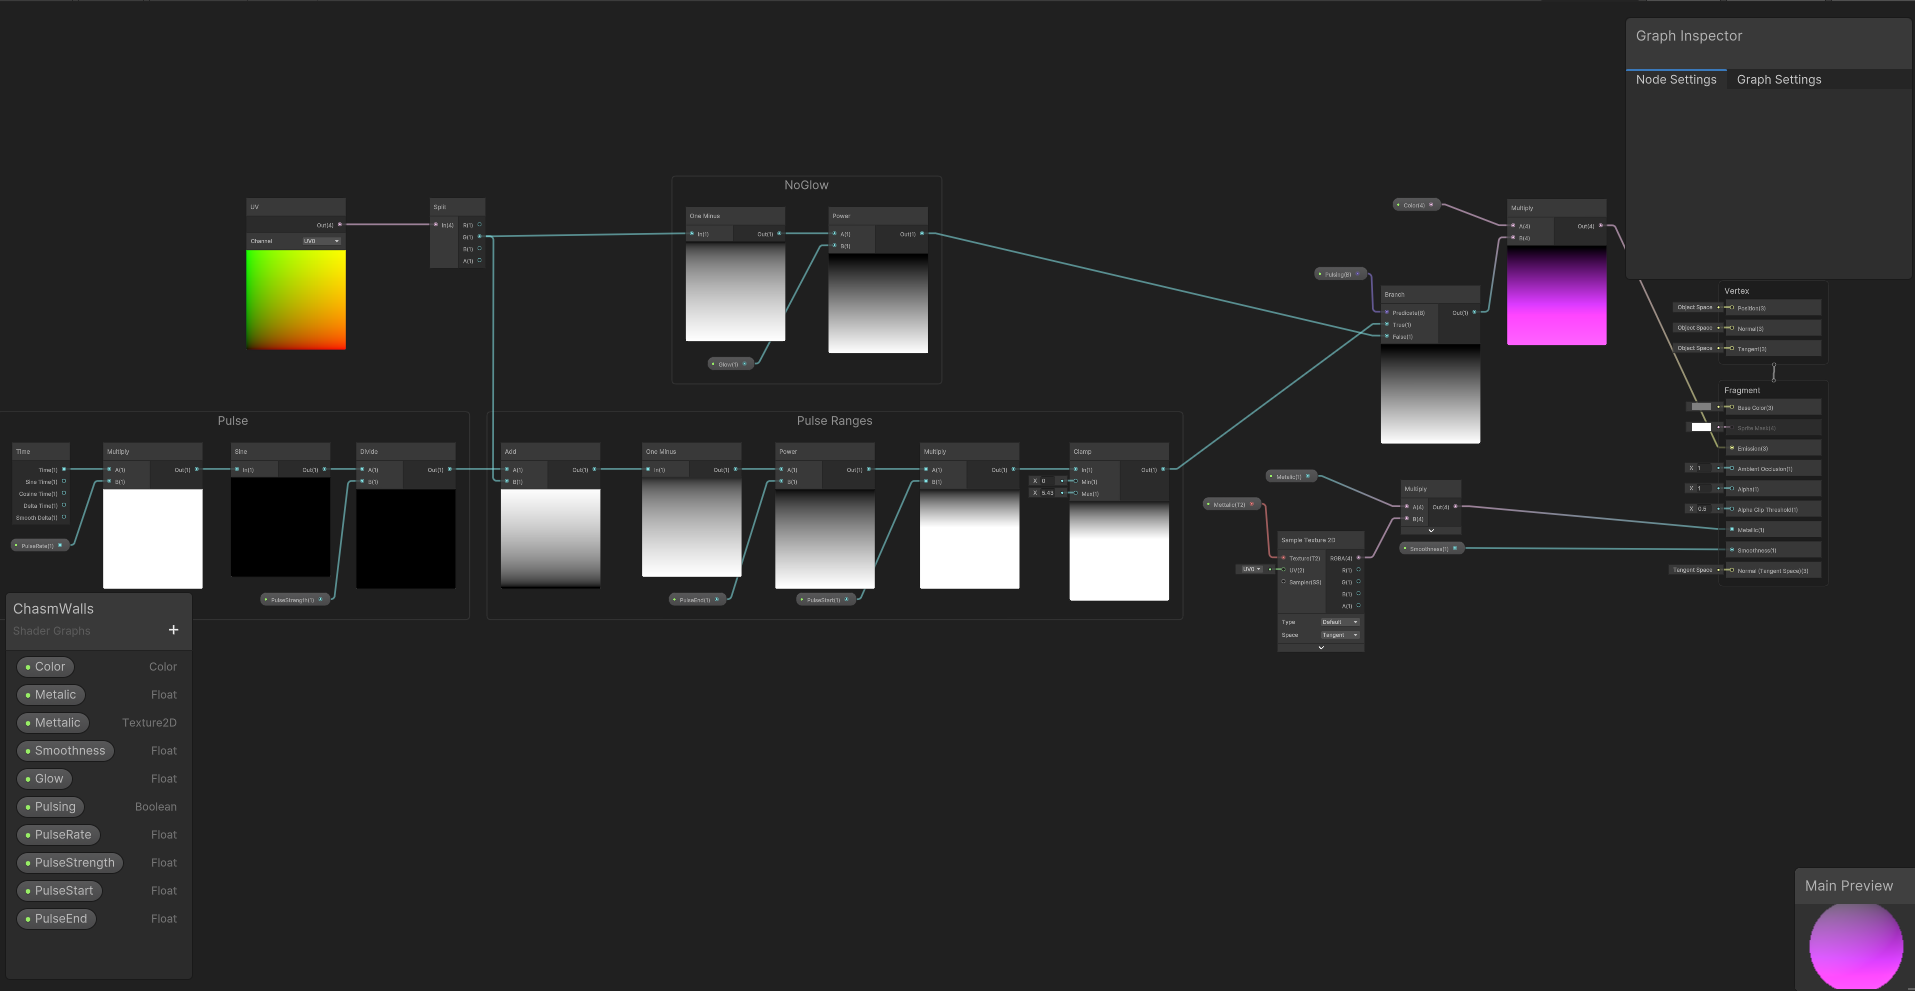 Graph Inspector
Node Settings
Graph Settings
NoGlow
UV
Out(4)
Channel
UV0
Split
In(4)
R(1)
G(1)
B(1)
A(1)
One Minus
In(1)
Out(1)
Power
A(1)
B(1)
Out(1)
Glow(1)
Color(4)
Multiply
A(4)
B(4)
Out(4)
Pulsing(B)
Branch
Predicate(B)
True(1)
False(1)
Out(1)
Vertex
Object Space
Position(3)
Object Space
Normal(3)
Object Space
Tangent(3)
Fragment
Base Color(3)
Sprite Mask(4)
Emission(3)
X 1
Ambient Occlusion(1)
X 1
Alpha(1)
X 0.5
Alpha Clip Threshold(1)
Metallic(1)
Smoothness(1)
Tangent Space
Normal (Tangent Space)(3)
Pulse
Time
Time(1)
Sine Time(1)
Cosine Time(1)
Delta Time(1)
Smooth Delta(1)
PulseRate(1)
Multiply
A(1)
B(1)
Out(1)
Sine
In(1)
Out(1)
Divide
A(1)
B(1)
Out(1)
PulseStrength(1)
Pulse Ranges
Add
A(1)
B(1)
Out(1)
One Minus
In(1)
Out(1)
PulseEnd(1)
Power
A(1)
B(1)
Out(1)
PulseStart(1)
Multiply
A(1)
B(1)
Out(1)
Clamp
In(1)
X 0
Min(1)
X 5.43
Max(1)
Out(1)
Metalic(1)
Mettalic(T2)
Multiply
A(4)
B(4)
Out(4)
Smoothness(1)
Sample Texture 2D
Texture(T2)
UV0
UV(2)
Sampler(SS)
RGBA(4)
R(1)
G(1)
B(1)
A(1)
Type
Default
Space
Tangent
ChasmWalls
Shader Graphs
+
Color Color
Metalic Float
Mettalic Texture2D
Smoothness Float
Glow Float
Pulsing Boolean
PulseRate Float
PulseStrength Float
PulseStart Float
PulseEnd Float
Main Preview